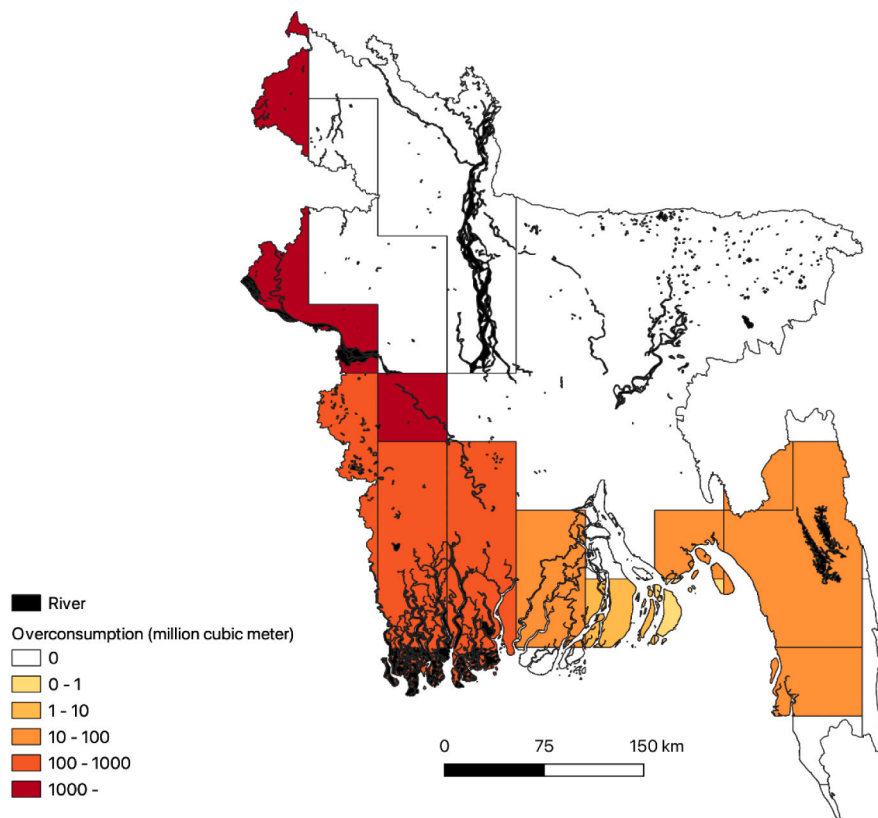 River
Overconsumption (million cubic meter)
0
0 - 1
1 - 10
10 - 100
100 - 1000
1000 -
0 75 150 km